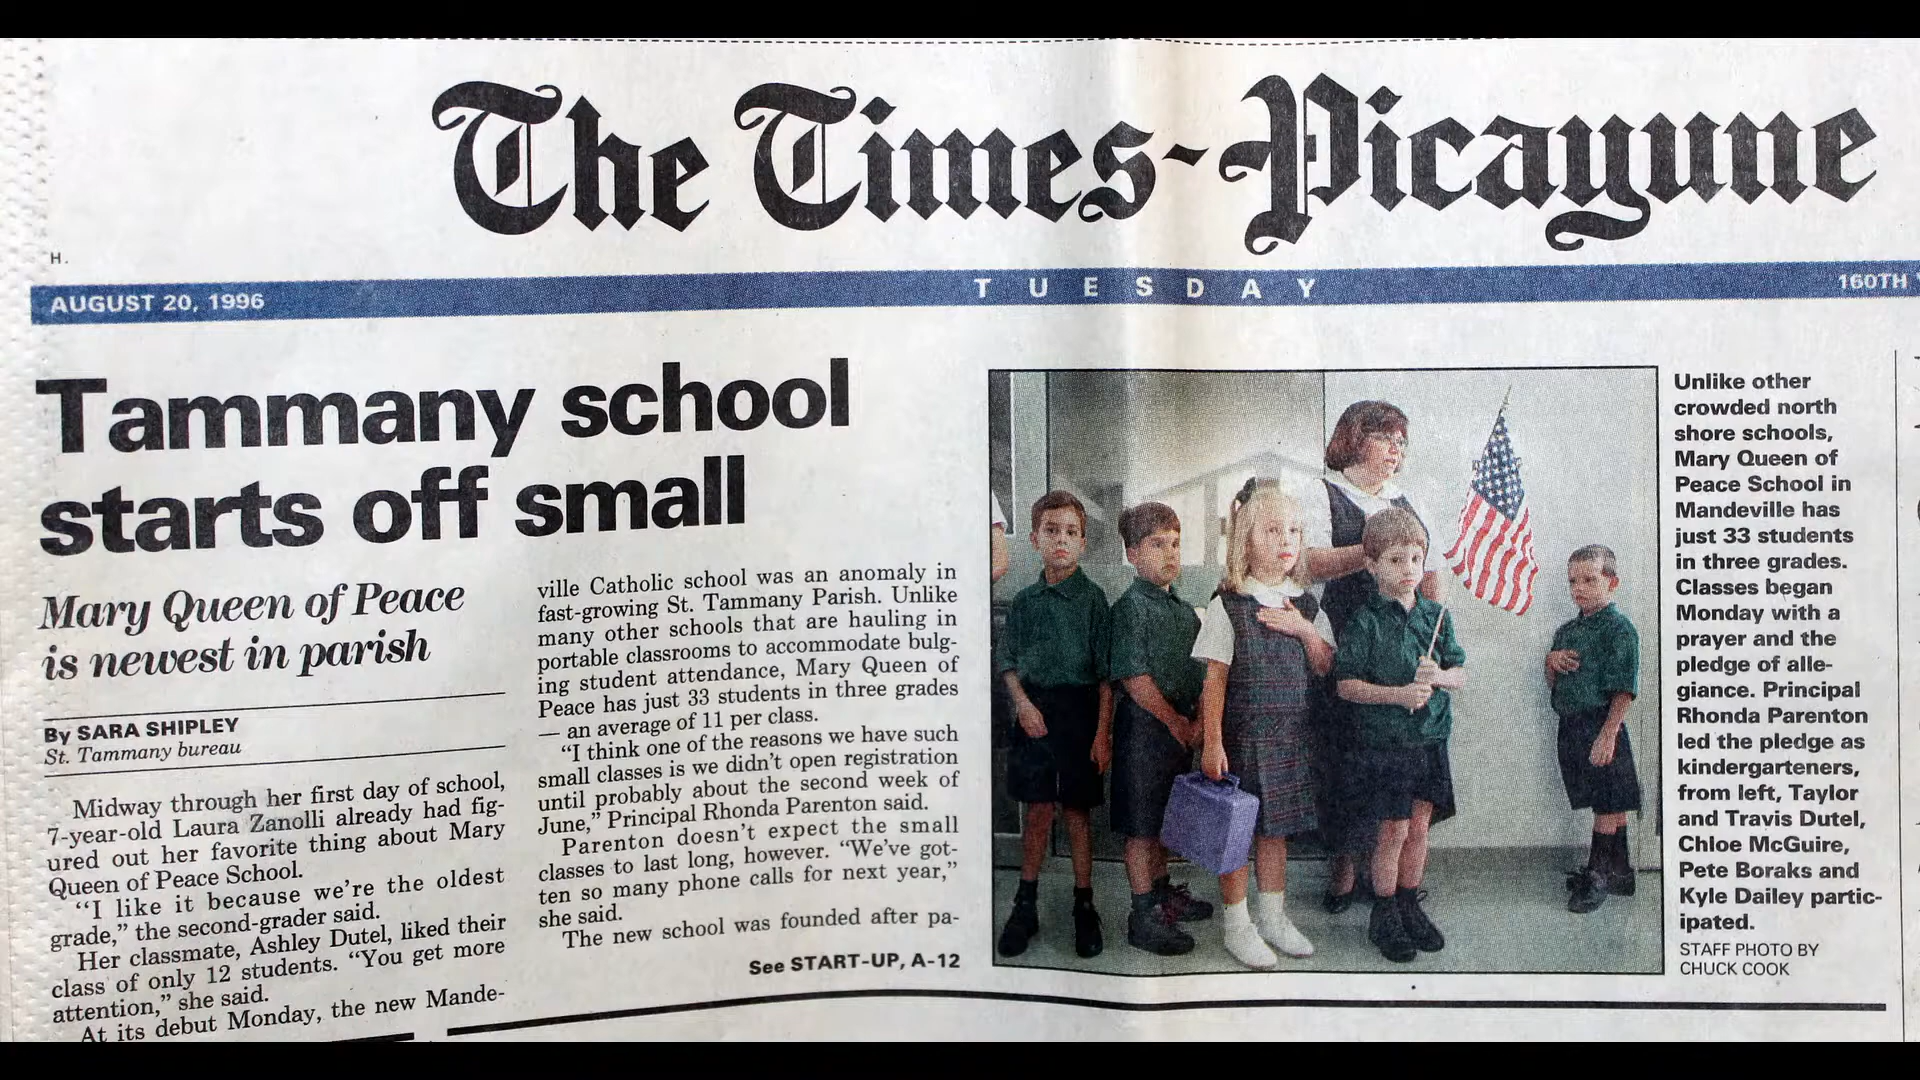 The Times-Picayune
H.
AUGUST 20, 1996
TUESDAY
160TH
Tammany school
starts off small
Mary Queen of Peace
is newest in parish
By SARA SHIPLEY
St. Tammany bureau
Midway through her first day of school,
7-year-old Laura Zanolli already had fig-
ured out her favorite thing about Mary
Queen of Peace School.
“I like it because we’re the oldest
grade,” the second-grader said.
Her classmate, Ashley Dutel, liked their
class of only 12 students. “You get more
attention,” she said.
At its debut Monday, the new Mande-
ville Catholic school was an anomaly in
fast-growing St. Tammany Parish. Unlike
many other schools that are hauling in
portable classrooms to accommodate bulg-
ing student attendance, Mary Queen of
Peace has just 33 students in three grades
— an average of 11 per class.
“I think one of the reasons we have such
small classes is we didn’t open registration
until probably about the second week of
June,” Principal Rhonda Parenton said.
Parenton doesn’t expect the small
classes to last long, however. “We’ve got-
ten so many phone calls for next year,”
she said.
The new school was founded after pa-
See START-UP, A-12
Unlike other
crowded north
shore schools,
Mary Queen of
Peace School in
Mandeville has
just 33 students
in three grades.
Classes began
Monday with a
prayer and the
pledge of alle-
giance. Principal
Rhonda Parenton
led the pledge as
kindergarteners,
from left, Taylor
and Travis Dutel,
Chloe McGuire,
Pete Boraks and
Kyle Dailey partic-
ipated.
STAFF PHOTO BY
CHUCK COOK